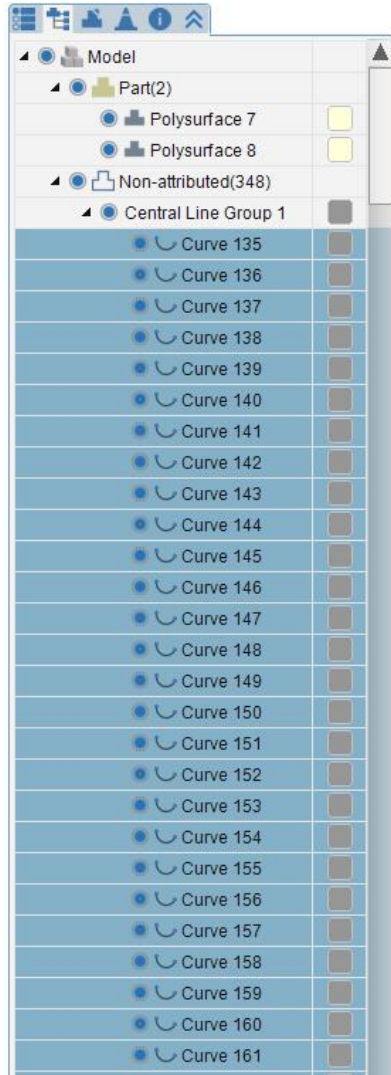 Model
Part(2)
Polysurface 7
Polysurface 8
Non-attributed(348)
Central Line Group 1
Curve 135
Curve 136
Curve 137
Curve 138
Curve 139
Curve 140
Curve 141
Curve 142
Curve 143
Curve 144
Curve 145
Curve 146
Curve 147
Curve 148
Curve 149
Curve 150
Curve 151
Curve 152
Curve 153
Curve 154
Curve 155
Curve 156
Curve 157
Curve 158
Curve 159
Curve 160
Curve 161